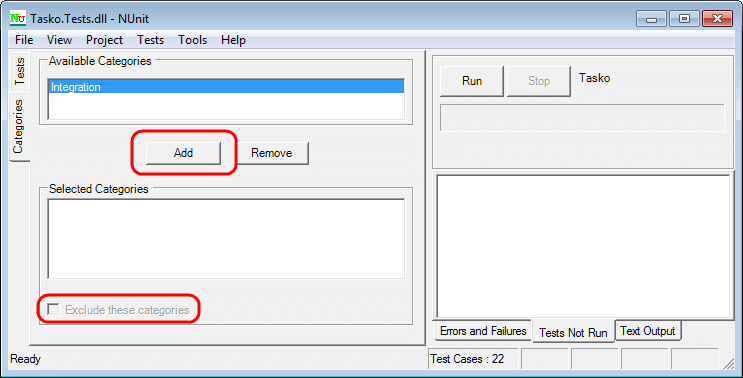 NU Tasko.Tests.dll - NUnit
File View Project Tests Tools Help
Tests
Categories
Available Categories
Integration
Add Remove
Selected Categories
Exclude these categories
Run Stop Tasko
Errors and Failures Tests Not Run Text Output
Ready Test Cases : 22